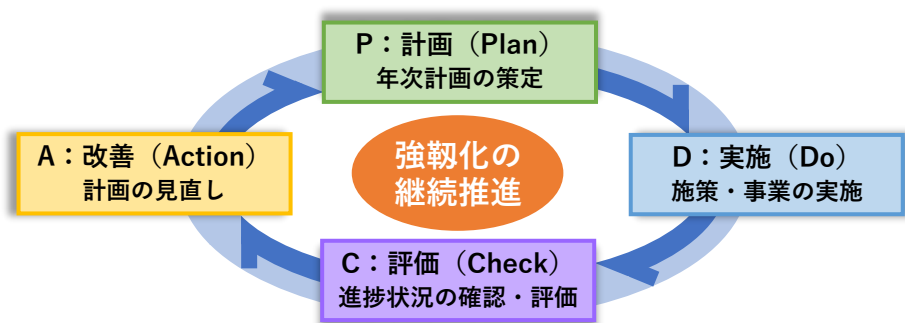 P：計画（Plan）
年次計画の策定
A：改善（Action）
計画の見直し
強靱化の
継続推進
D：実施（Do）
施策・事業の実施
C：評価（Check）
進捗状況の確認・評価